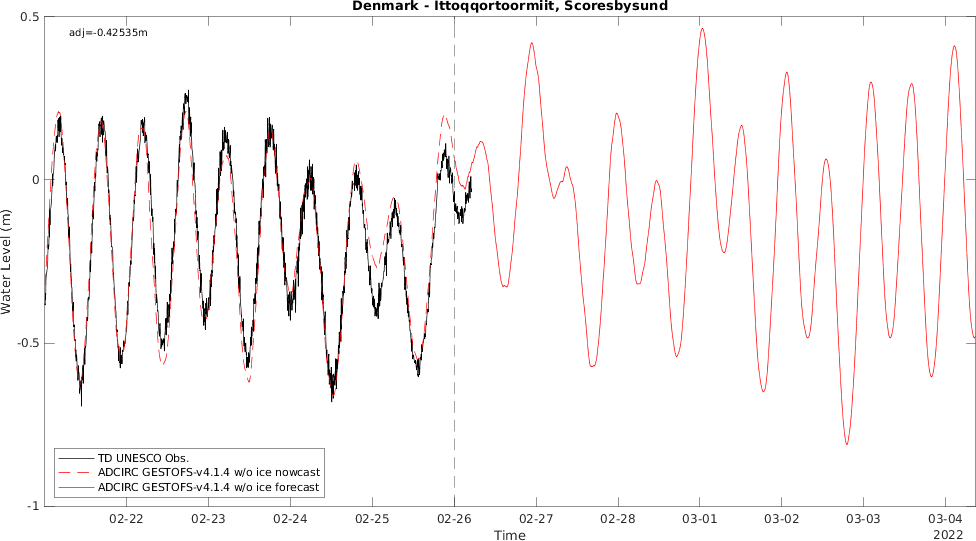 Denmark - Ittoqqortoormiit, Scoresbysund
adj=-0.42535m
0.5
0
-0.5
-1
Water Level (m)
TD UNESCO Obs.
ADCIRC GESTOFS-v4.1.4 w/o ice nowcast
ADCIRC GESTOFS-v4.1.4 w/o ice forecast
02-22 02-23 02-24 02-25 02-26 02-27 02-28 03-01 03-02 03-03 03-04
2022
Time